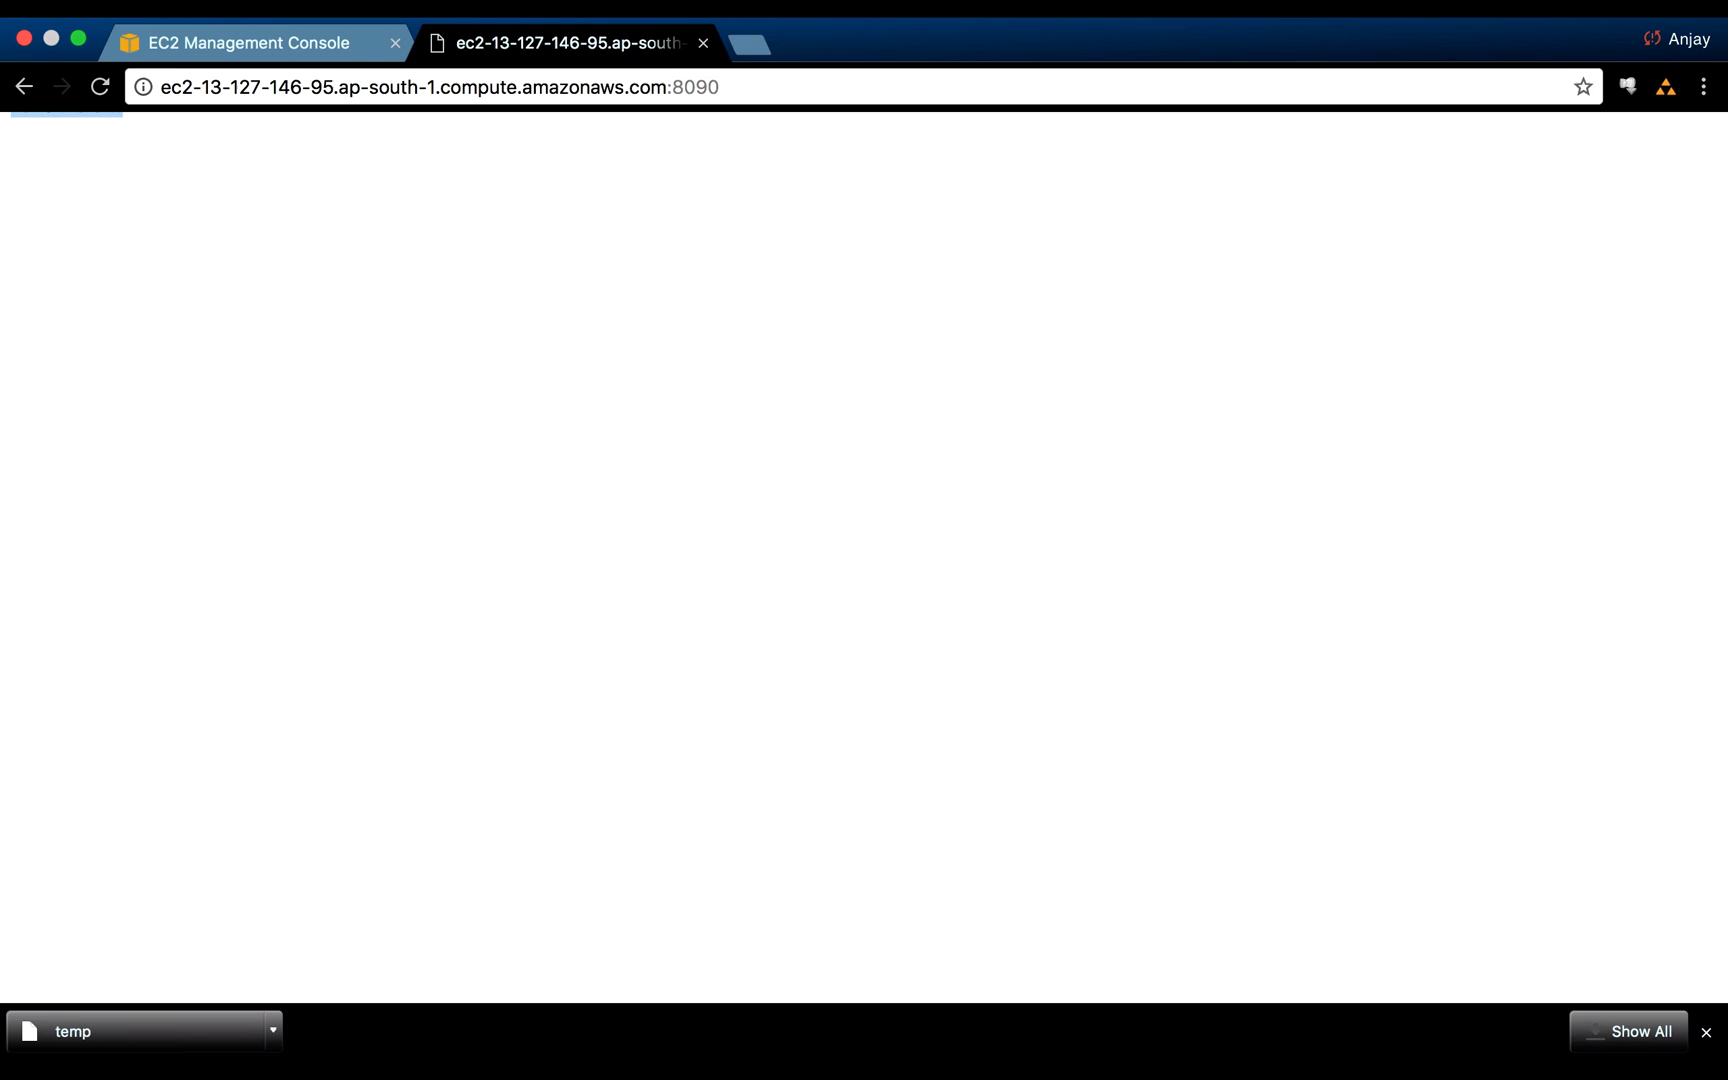 EC2 Management Console
ec2-13-127-146-95.ap-south-
Anjay
ec2-13-127-146-95.ap-south-1.compute.amazonaws.com:8090
temp
Show All